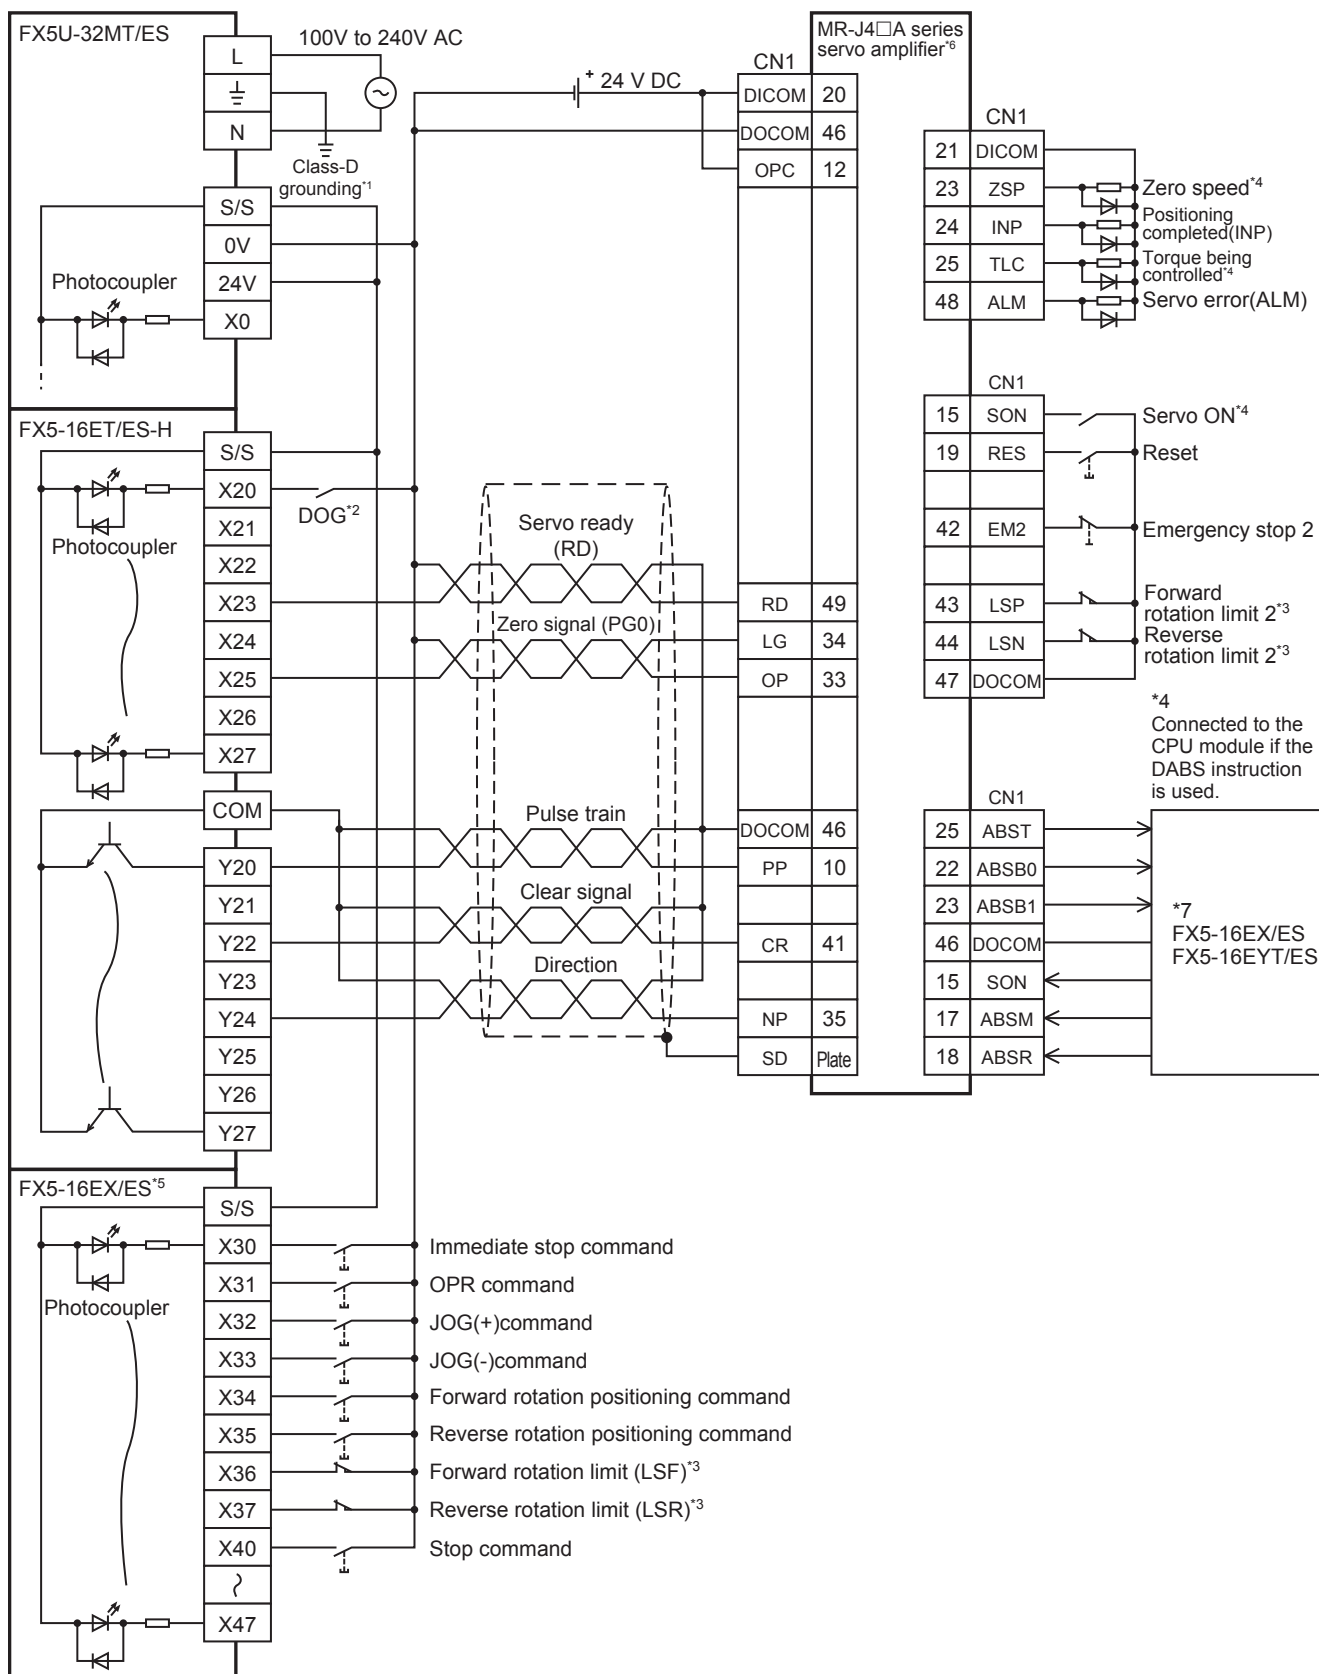 FX5U-32MT/ES
L
N
100V to 240V AC
Class-D
grounding*1
S/S
0V
24V
X0
Photocoupler
FX5-16ET/ES-H
S/S
X20
X21
X22
X23
X24
X25
X26
X27
Photocoupler
DOG*2
COM
Y20
Y21
Y22
Y23
Y24
Y25
Y26
Y27
FX5-16EX/ES*5
S/S
X30
X31
X32
X33
X34
X35
X36
X37
X40
X47
Photocoupler
Immediate stop command
OPR command
JOG(+)command
JOG(-)command
Forward rotation positioning command
Reverse rotation positioning command
Forward rotation limit (LSF)*3
Reverse rotation limit (LSR)*3
Stop command
+ 24 V DC
Servo ready
(RD)
Zero signal (PG0)
Pulse train
Clear signal
Direction
MR-J4□A series
servo amplifier*6
CN1
DICOM 20
DOCOM 46
OPC 12
RD 49
LG 34
OP 33
DOCOM 46
PP 10
CR 41
NP 35
SD Plate
CN1
21 DICOM
23 ZSP Zero speed*4
24 INP Positioning
completed(INP)
25 TLC Torque being
controlled*4
48 ALM Servo error(ALM)
CN1
15 SON Servo ON*4
19 RES Reset
42 EM2 Emergency stop 2
43 LSP Forward
rotation limit 2*3
44 LSN Reverse
rotation limit 2*3
47 DOCOM
*4
Connected to the
CPU module if the
DABS instruction
is used.
CN1
25 ABST
22 ABSB0
23 ABSB1
46 DOCOM
15 SON
17 ABSM
18 ABSR
*7
FX5-16EX/ES
FX5-16EYT/ES